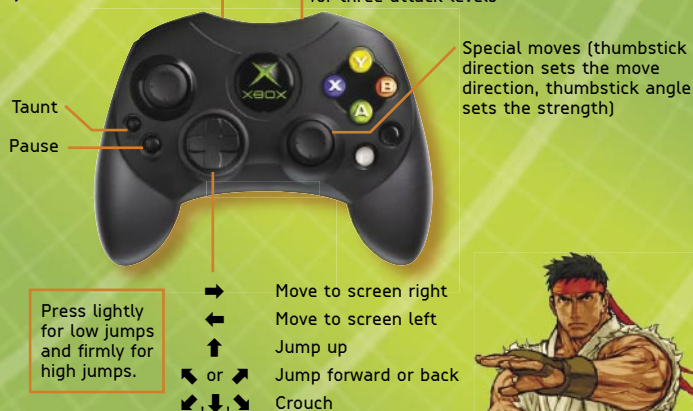 for three attack levels
XBOX
Y
X
B
A
Special moves (thumbstick
direction sets the move
direction, thumbstick angle
sets the strength)
Taunt
Pause
Press lightly
for low jumps
and firmly for
high jumps.
➡ Move to screen right
⬅ Move to screen left
⬆ Jump up
⬉ or ⬈ Jump forward or back
⬋,⬇,⬊ Crouch